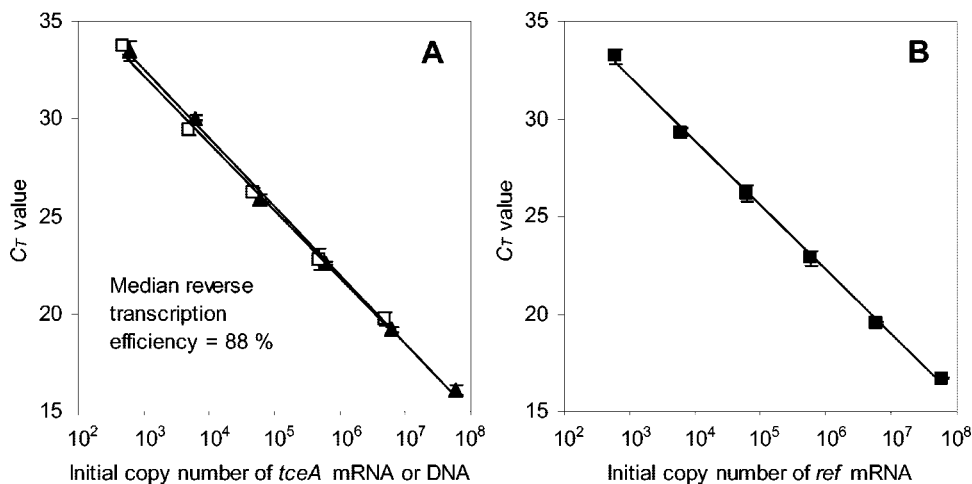 35
30
25
20
15
C_T value
A
Median reverse
transcription
efficiency = 88 %
10² 10³ 10⁴ 10⁵ 10⁶ 10⁷ 10⁸
Initial copy number of tceA mRNA or DNA
35
30
25
20
15
C_T value
B
10² 10³ 10⁴ 10⁵ 10⁶ 10⁷ 10⁸
Initial copy number of ref mRNA